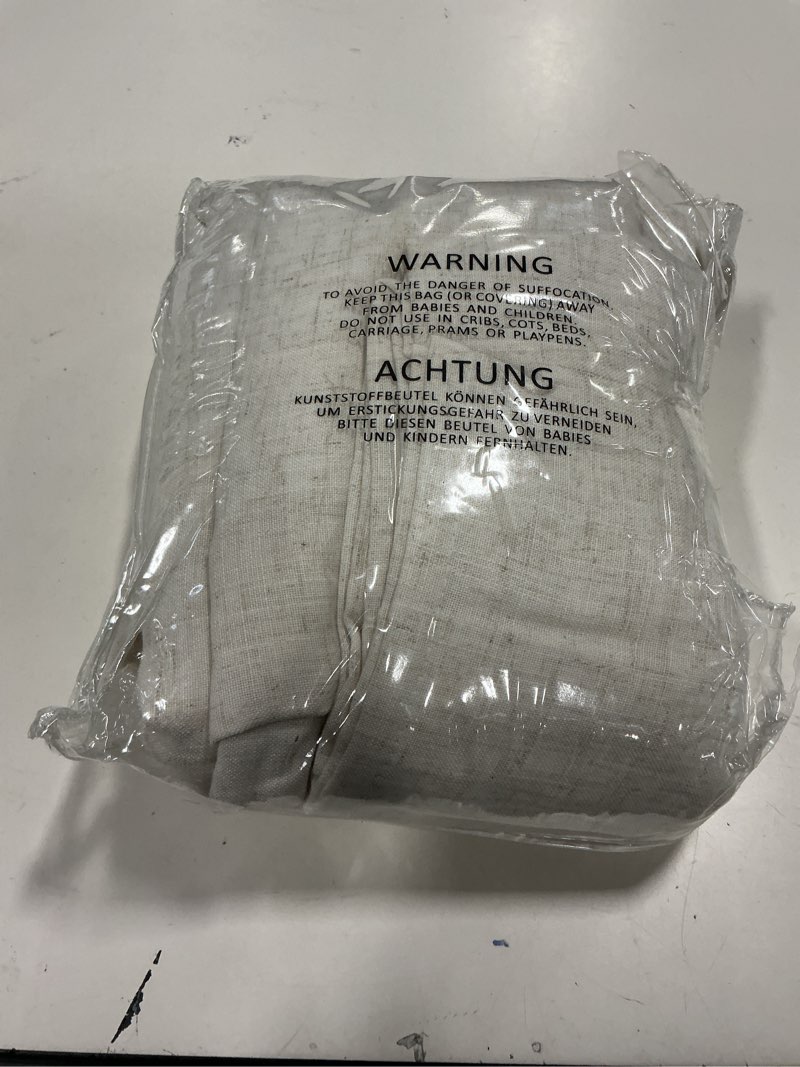 WARNING
TO AVOID THE DANGER OF SUFFOCATION,
KEEP THIS BAG (OR COVERING) AWAY
FROM BABIES AND CHILDREN.
DO NOT USE IN CRIBS, COTS, BEDS,
CARRIAGE, PRAMS OR PLAYPENS.
ACHTUNG
KUNSTSTOFFBEUTEL KÖNNEN GEFÄHRLICH SEIN,
UM ERSTICKUNGSGEFAHR ZU VERNEIDEN
BITTE DIESEN BEUTEL VON BABIES
UND KINDERN FERNHALTEN.